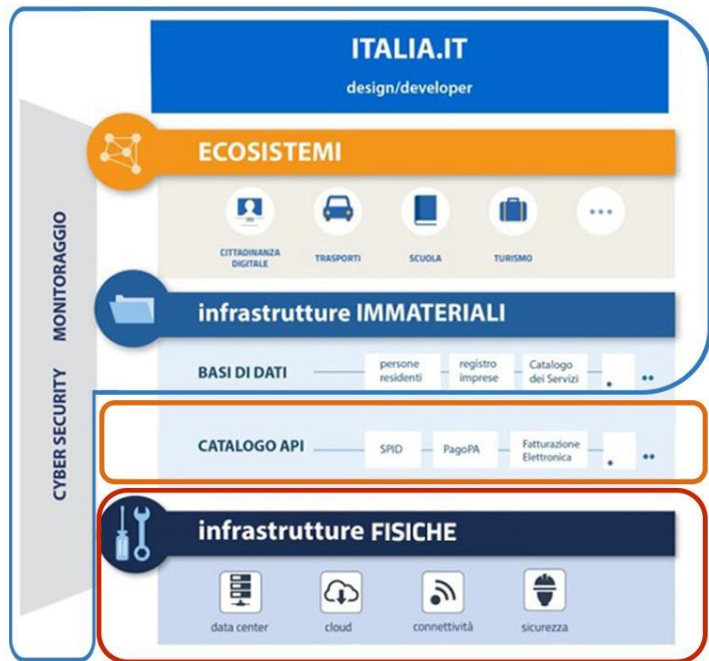 ITALIA.IT
design/developer
ECOSISTEMI
CITTADINANZA
DIGITALE
TRASPORTI
SCUOLA
TURISMO
CYBER SECURITY MONITORAGGIO
infrastrutture IMMATERIALI
BASI DI DATI
persone
residenti
registro
imprese
Catalogo
dei Servizi
CATALOGO API
SPID
PagoPA
Fatturazione
Elettronica
infrastrutture FISICHE
data center
cloud
connettività
sicurezza